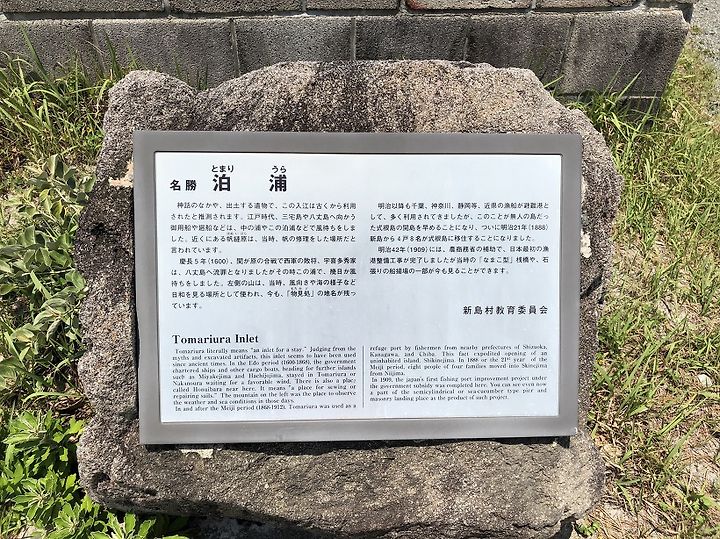 とまり うら
名勝 泊 浦
神話のなかや、出土する遺物で、この入江は古くから利用
されたと推測されます。江戸時代、三宅島や八丈島へ向かう
御用船や廻船などは、中の浦やこの泊浦などで風待ちをしま
した。近くにある帆縫原は、当時、帆の修理をした場所だと
言われています。
慶長5年(1600)、関が原の合戦で西軍の敗将、宇喜多秀家
は、八丈島へ流罪となりましたがその時この浦で、幾日か風
待ちをしました。左側の山は、当時、風向きや海の様子など
日和を見る場所として使われ、今も、「物見処」の地名が残っ
ています。
明治以降も千葉、神奈川、静岡等、近県の漁船が避難港と
して、多く利用されてきましたが、このことが無人の島だっ
た式根島の開島を早めることになり、ついに明治21年(1888)
新島から4戸8名が式根島に移住することになりました。
明治42年(1909)には、農商務省の補助で、日本最初の漁
港整備工事が完了しましたが当時の「なまこ型」桟橋や、石
張りの船揚場の一部が今も見ることができます。
新島村教育委員会
Tomariura Inlet
Tomariura literally means "an inlet for a stay." Judging from the
myths and excavated artifacts, this inlet seems to have been used
since ancient times. In the Edo period (1600-1868), the government
chartered ships and other cargo boats, heading for farther islands
such as Miyakejima and Hachijojima, stayed in Tomariura or
Nakanoura waiting for a favorable wind. There is also a place
called Honuibara near here. It means "a place for sewing or
repairing sails." The mountain on the left was the place to observe
the weather and sea conditions in those days.
In and after the Meiji period (1868-1912), Tomariura was used as a
refuge port by fishermen from nearby prefectures of Shizuoka,
Kanagawa, and Chiba. This fact expedited opening of an
uninhabited island, Shikinejima. In 1888 or the 21st year of the
Meiji period, eight people of four families moved into Shikinejima
from Niijima.
In 1909, the japan's first fishing port improvement project under
the government subsidy was completed here. You can see even now
a part of the semicylindrical or sea-cucumber type pier and
masonry landing place as the product of such project.